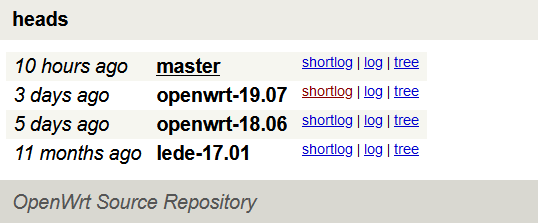 heads
10 hours ago master shortlog | log | tree
3 days ago openwrt-19.07 shortlog | log | tree
5 days ago openwrt-18.06 shortlog | log | tree
11 months ago lede-17.01 shortlog | log | tree
OpenWrt Source Repository